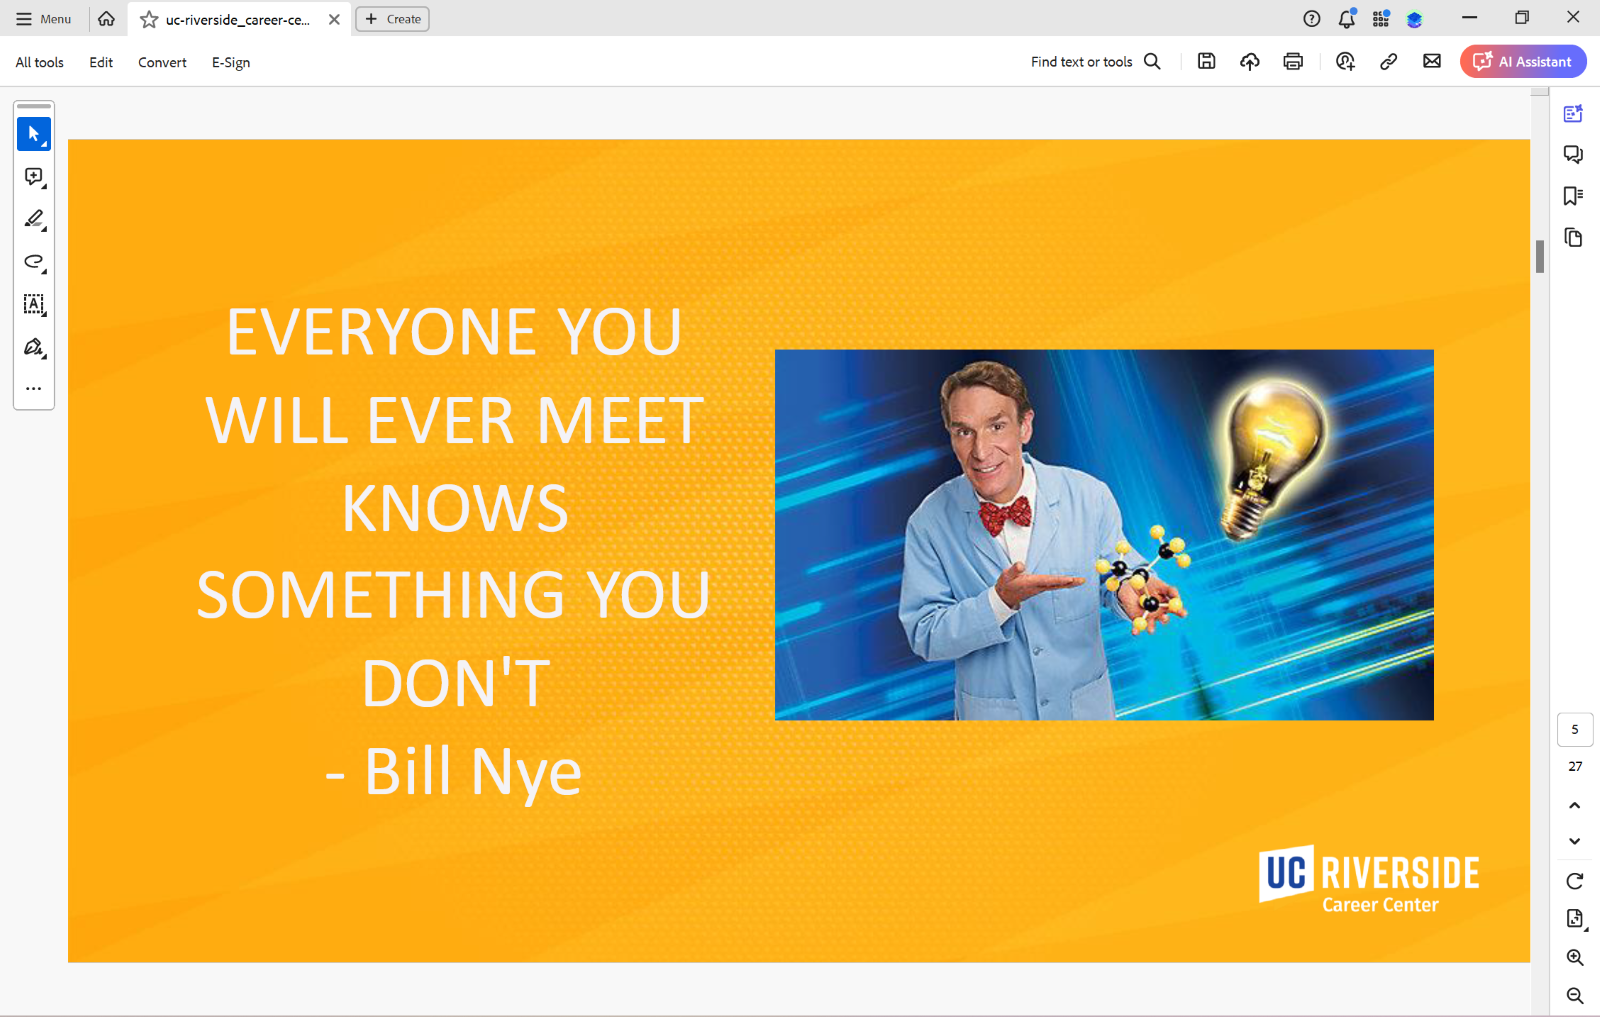 Menu
uc-riverside_career-ce...
Create
All tools
Edit
Convert
E-Sign
Find text or tools
AI Assistant
EVERYONE YOU
WILL EVER MEET
KNOWS
SOMETHING YOU
DON'T
- Bill Nye
UC RIVERSIDE
Career Center
5
27